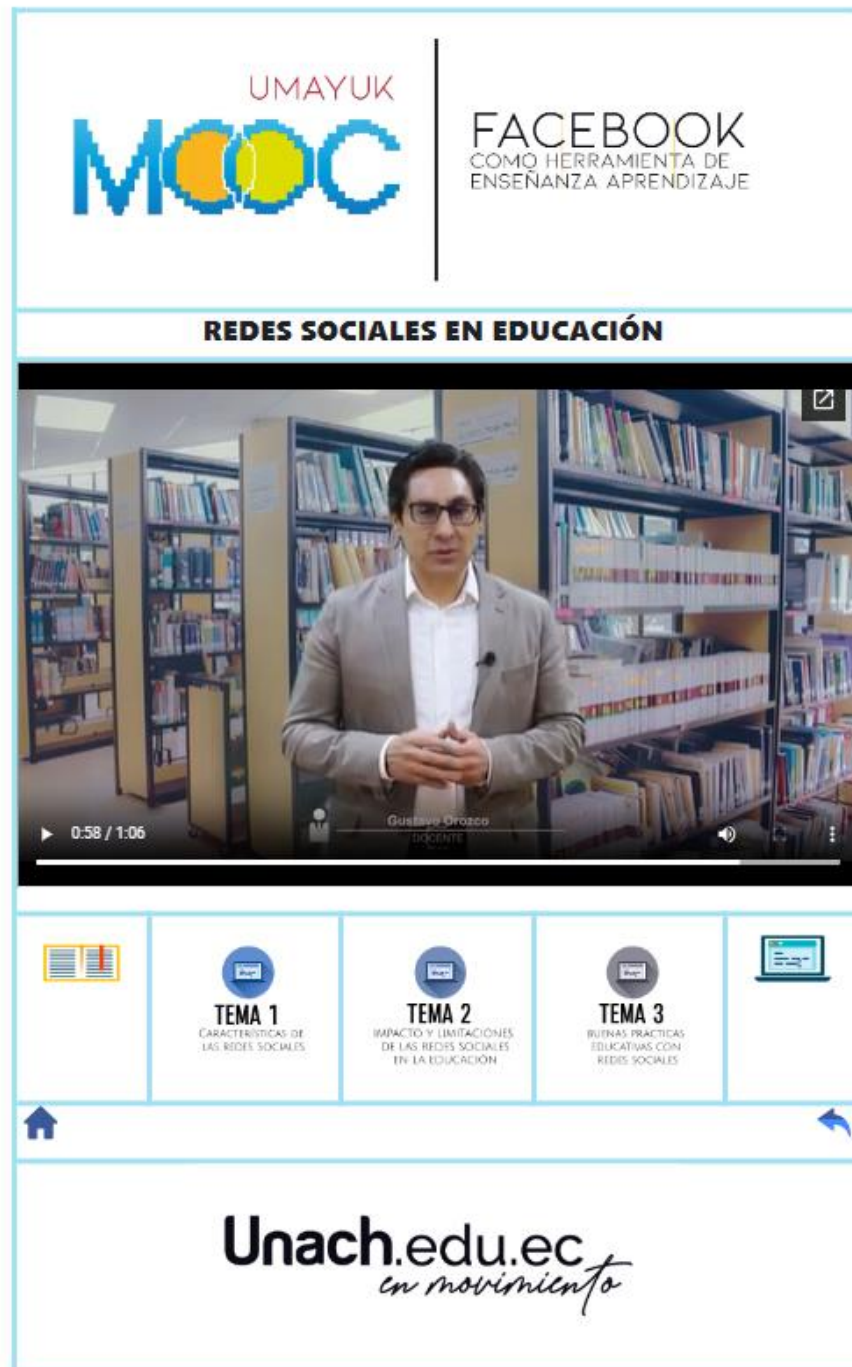 UMAYUK
MOOC
FACEBOOK
COMO HERRAMIENTA DE
ENSEÑANZA APRENDIZAJE
REDES SOCIALES EN EDUCACIÓN
Gustavo Orozco
DOCENTE
0:58 / 1:06
TEMA 1
CARACTERÍSTICAS DE
LAS REDES SOCIALES
TEMA 2
IMPACTO Y LIMITACIONES
DE LAS REDES SOCIALES
EN LA EDUCACIÓN
TEMA 3
BUENAS PRÁCTICAS
EDUCATIVAS CON
REDES SOCIALES
Unach.edu.ec
en movimiento